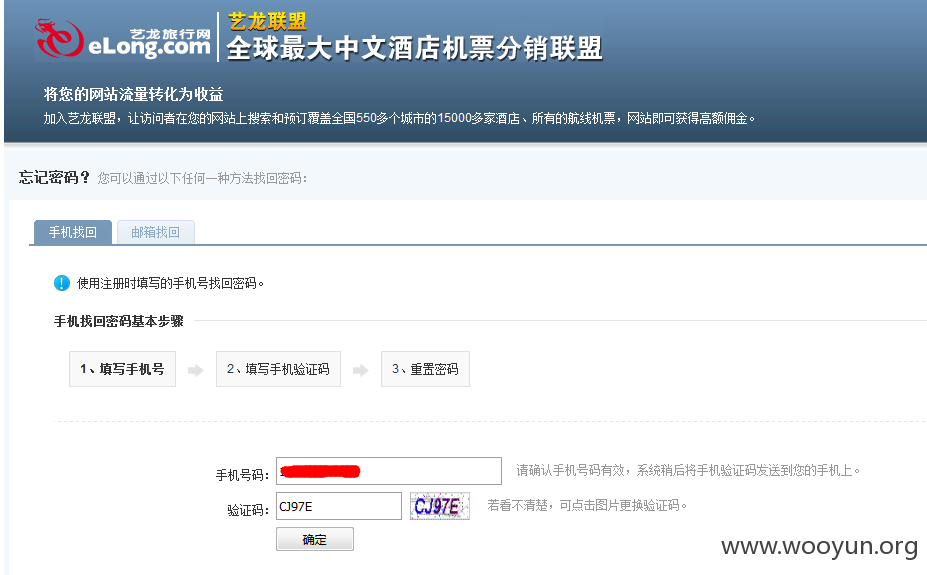 艺龙旅行网
eLong.com
艺龙联盟
全球最大中文酒店机票分销联盟
将您的网站流量转化为收益
加入艺龙联盟，让访问者在您的网站上搜索和预订覆盖全国550多个城市的15000多家酒店、所有的航线机票，网站即可获得高额佣金。
忘记密码？ 您可以通过以下任何一种方法找回密码：
手机找回 邮箱找回
使用注册时填写的手机号找回密码。
手机找回密码基本步骤
1、填写手机号 2、填写手机验证码 3、重置密码
手机号码： 请确认手机号码有效，系统稍后将手机验证码发送到您的手机上。
验证码： CJ97E CJ97E 若看不清楚，可点击图片更换验证码。
确定
www.wooyun.org